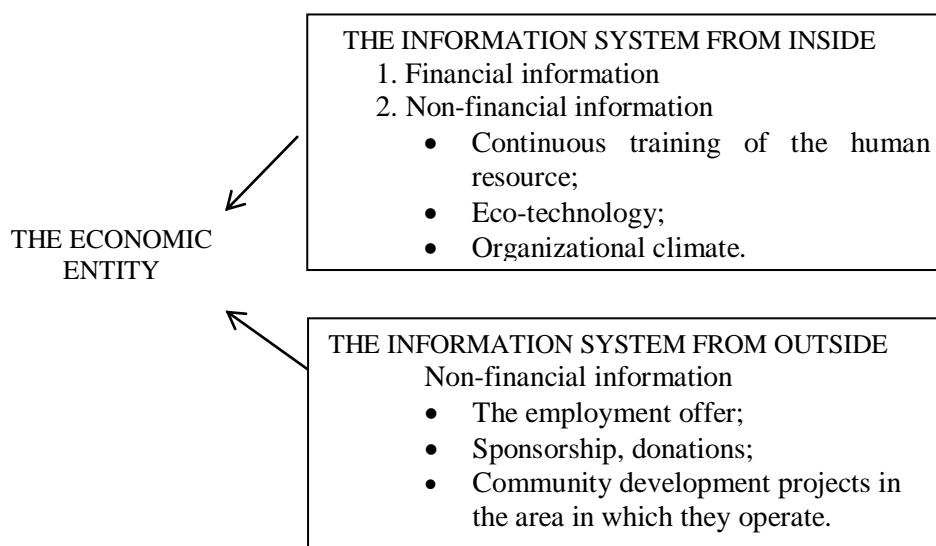 THE INFORMATION SYSTEM FROM INSIDE
1. Financial information
2. Non-financial information
• Continuous training of the human
resource;
• Eco-technology;
• Organizational climate.
THE ECONOMIC
ENTITY
THE INFORMATION SYSTEM FROM OUTSIDE
Non-financial information
• The employment offer;
• Sponsorship, donations;
• Community development projects in
the area in which they operate.